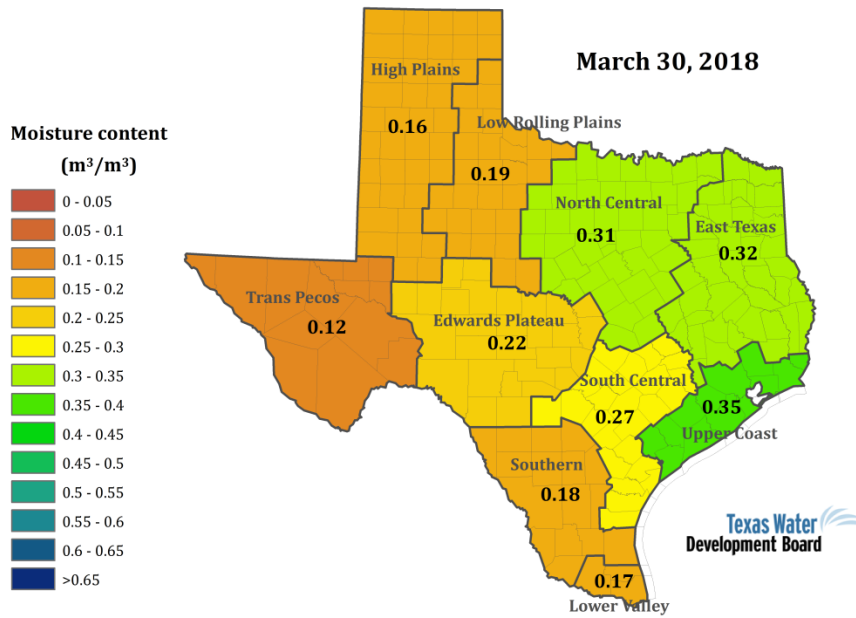 March 30, 2018
Moisture content
(m³/m³)
0 - 0.05
0.05 - 0.1
0.1 - 0.15
0.15 - 0.2
0.2 - 0.25
0.25 - 0.3
0.3 - 0.35
0.35 - 0.4
0.4 - 0.45
0.45 - 0.5
0.5 - 0.55
0.55 - 0.6
0.6 - 0.65
>0.65
High Plains
0.16
Low Rolling Plains
0.19
North Central
0.31
East Texas
0.32
Trans Pecos
0.12
Edwards Plateau
0.22
South Central
0.27
0.35
Upper Coast
Southern
0.18
0.17
Lower Valley
Texas Water
Development Board